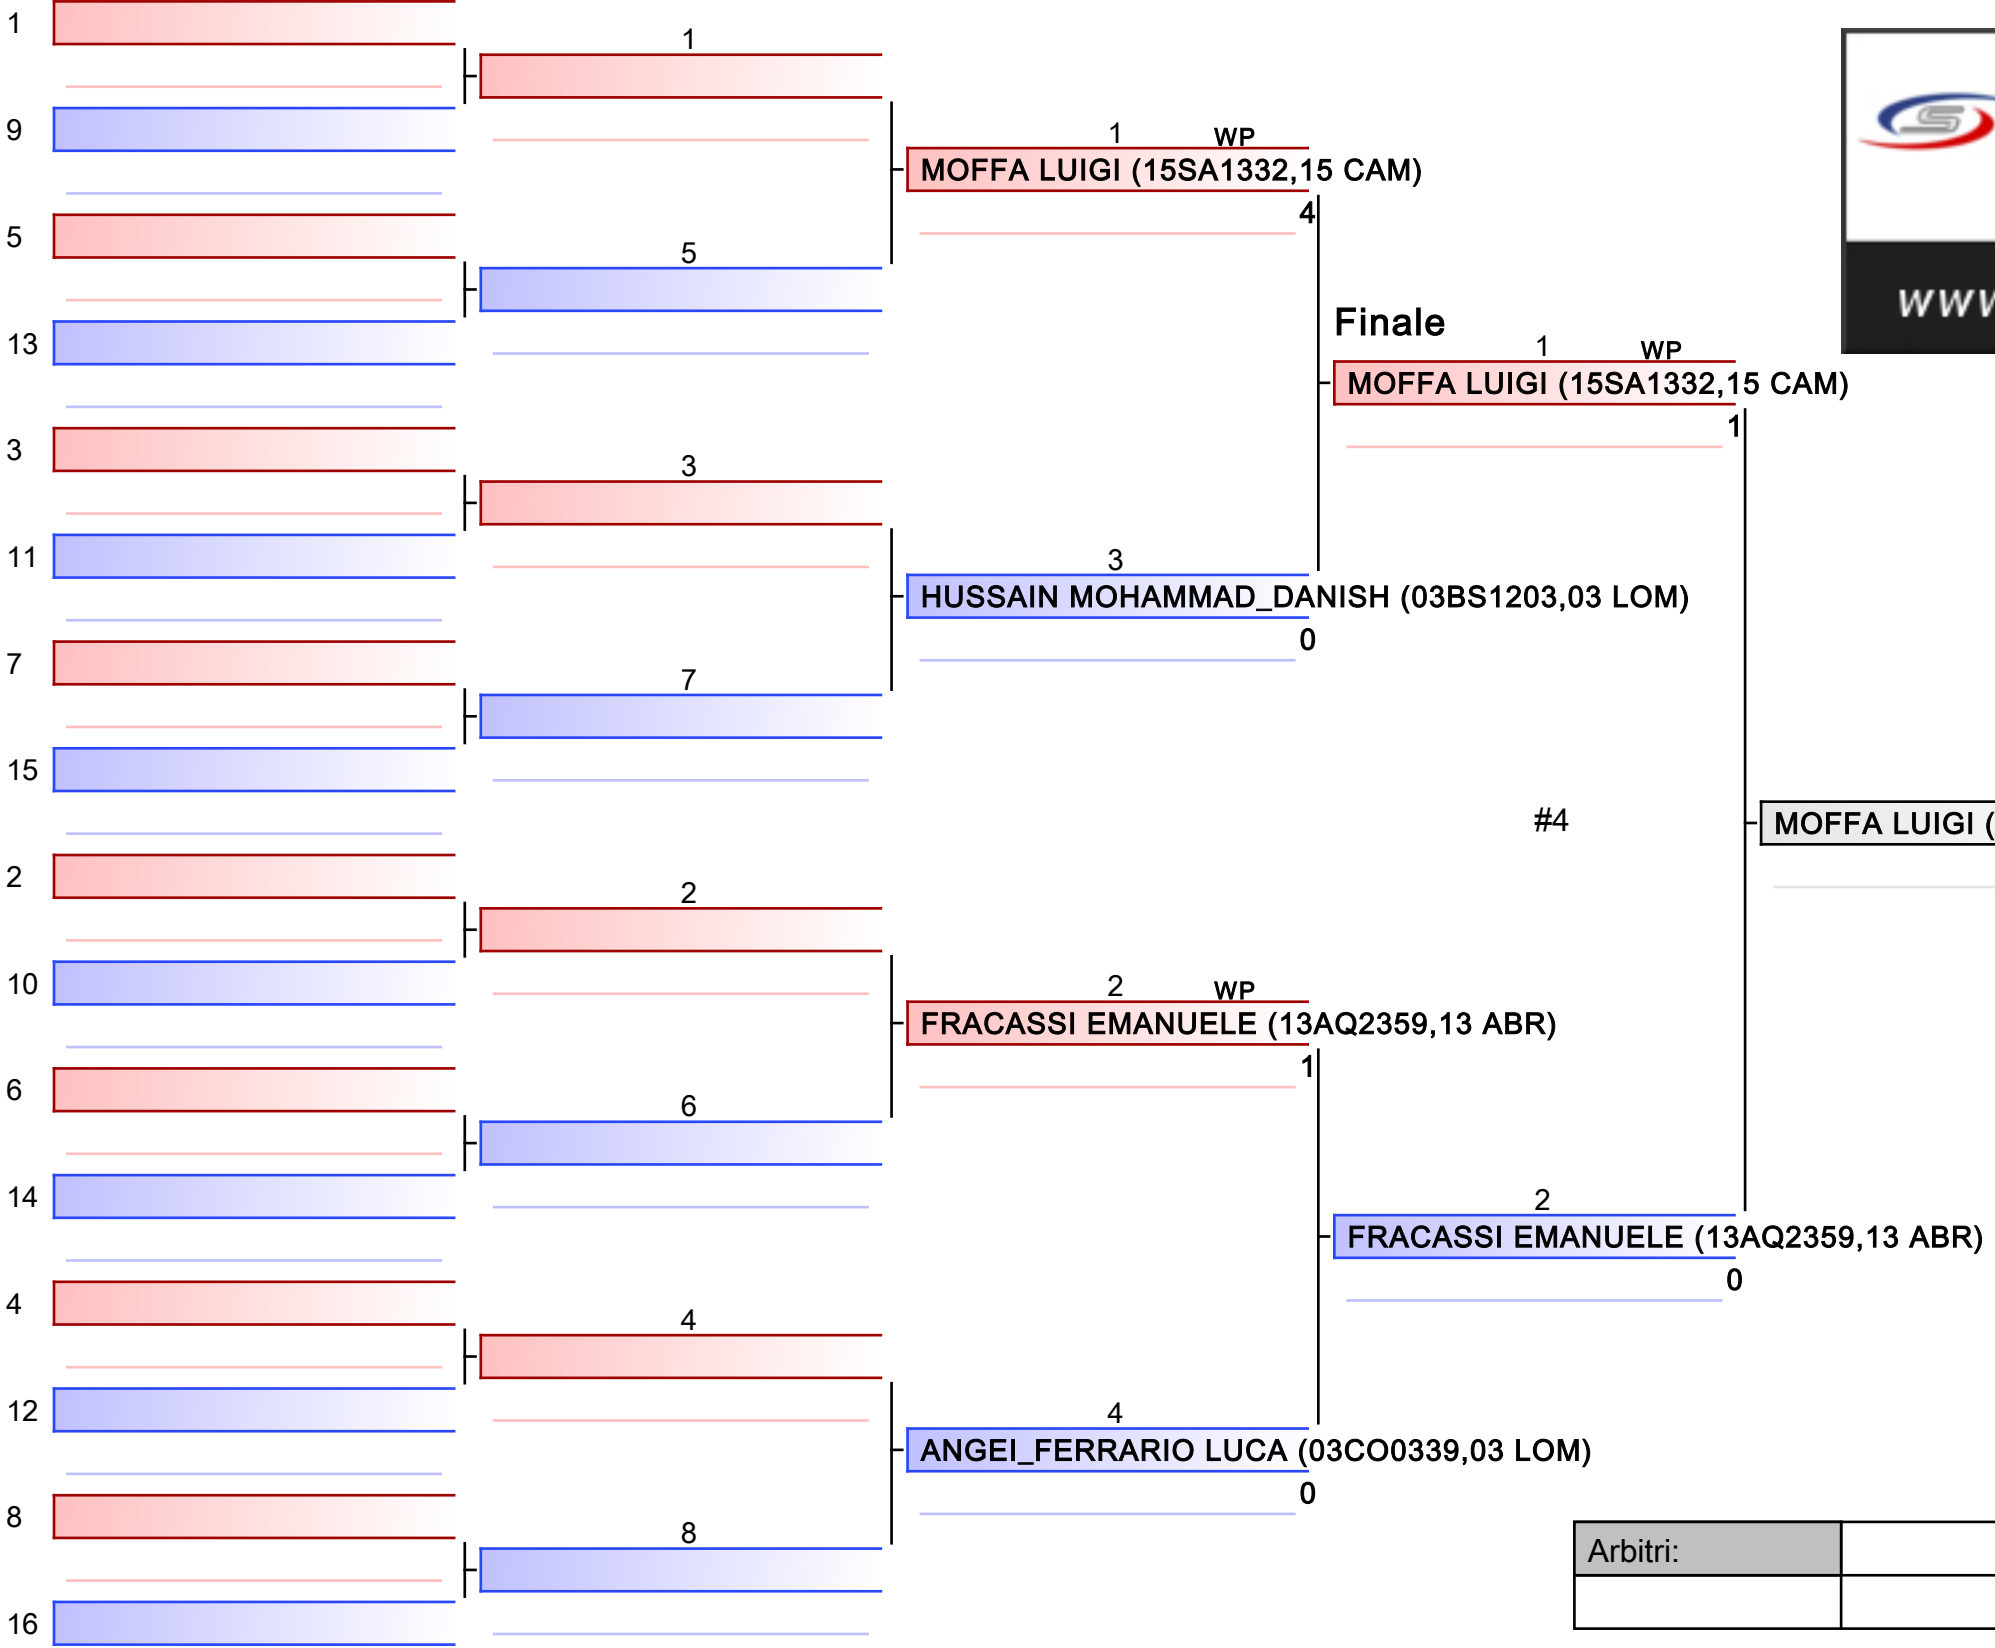 1
9
5
13
3
11
7
15
2
10
6
14
4
12
8
16
1
5
3
7
2
6
4
8
1 WP
MOFFA LUIGI (15SA1332,15 CAM)
4
3
HUSSAIN MOHAMMAD_DANISH (03BS1203,03 LOM)
0
2 WP
FRACASSI EMANUELE (13AQ2359,13 ABR)
1
4
ANGEI_FERRARIO LUCA (03CO0339,03 LOM)
0
Finale
1 WP
MOFFA LUIGI (15SA1332,15 CAM)
1
#4
2
FRACASSI EMANUELE (13AQ2359,13 ABR)
0
MOFFA LUIGI (
S
www
Arbitri: